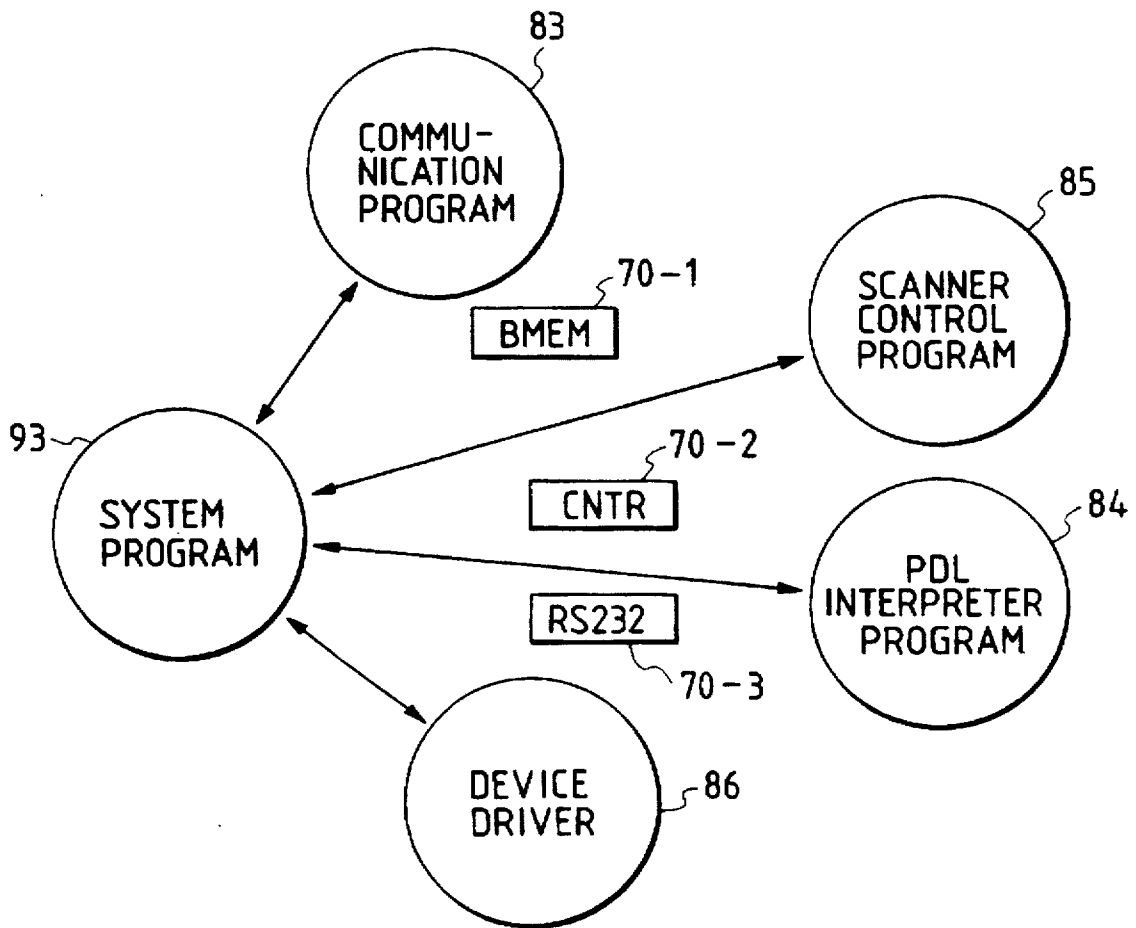 83
COMMU-
NICATION
PROGRAM
85
70-1
BMEM
SCANNER
CONTROL
PROGRAM
93
70-2
CNTR
SYSTEM
PROGRAM
84
PDL
INTERPRETER
PROGRAM
RS232
70-3
DEVICE
DRIVER
86